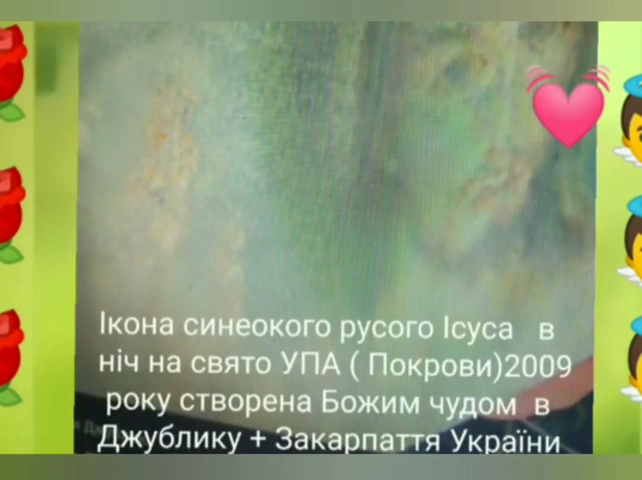 Ікона синеокого русого Ісуса в
ніч на свято УПА ( Покрови)2009
року створена Божим чудом в
Джублику + Закарпаття України